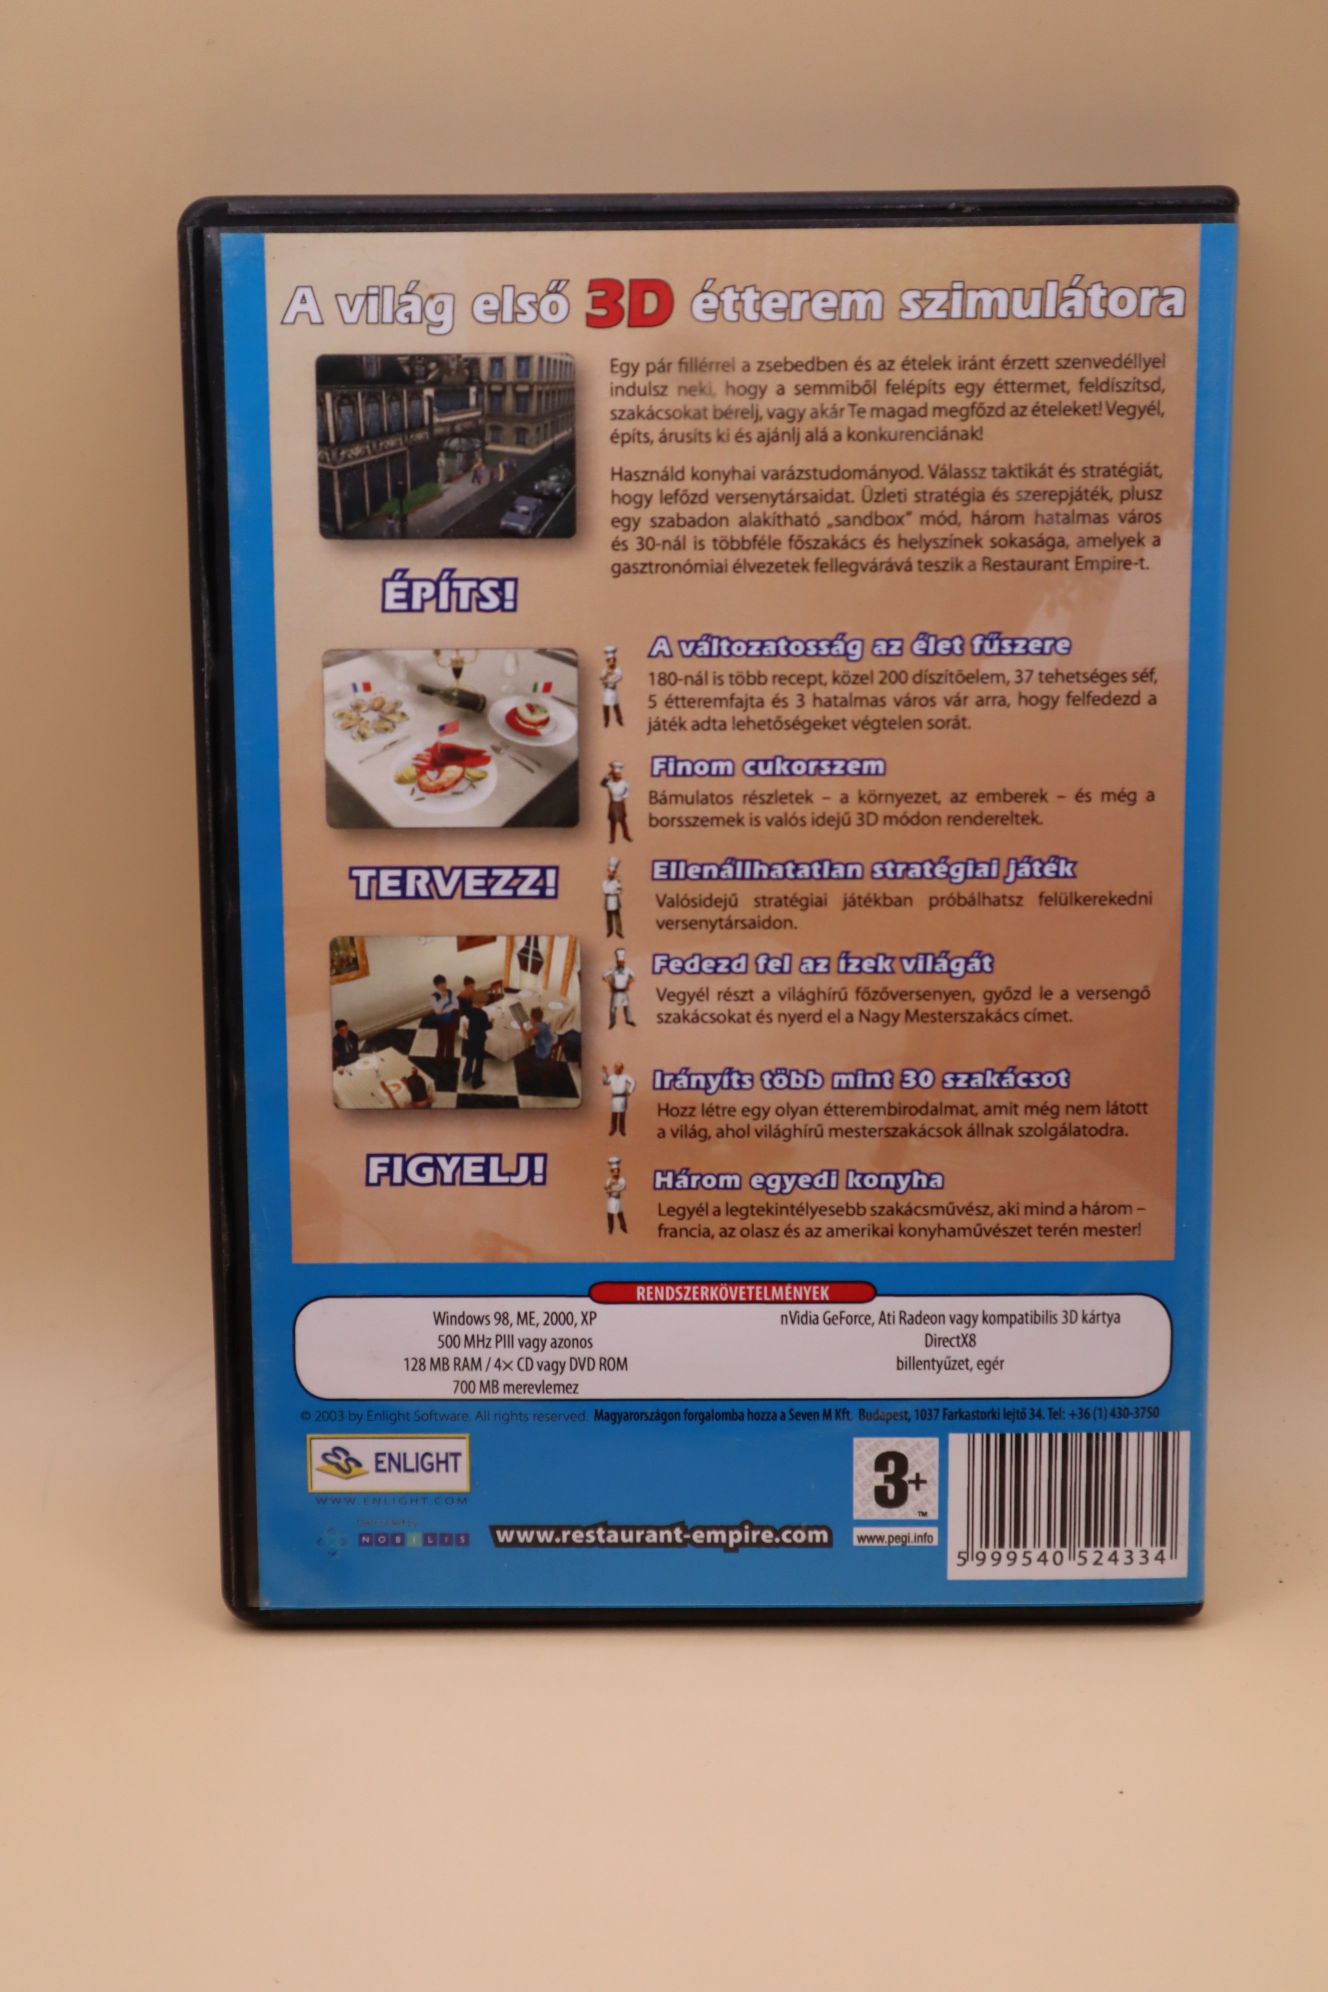 A világ első 3D étterem szimulátora
Egy pár fillérrel a zsebedben és az ételek iránt érzett szenvedéllyel
indulsz neki, hogy a semmiből felépíts egy éttermet, feldíszítsd,
szakácsokat bérelj, vagy akár Te magad megfőzd az ételeket! Vegyél,
építs, árusíts ki és ajánlj alá a konkurenciának!
Használd konyhai varázstudományod. Válassz taktikát és stratégiát,
hogy lefőzd versenytársaidat. Üzleti stratégia és szerepjáték, plusz
egy szabadon alakítható „sandbox" mód, három hatalmas város
és 30-nál is többféle főszakács és helyszínek sokasága, amelyek a
gasztronómiai élvezetek fellegvárává teszik a Restaurant Empire-t.
ÉPÍTS!
A változatosság az élet fűszere
180-nál is több recept, közel 200 díszítőelem, 37 tehetséges séf,
5 étteremfajta és 3 hatalmas város vár arra, hogy felfedezd a
játék adta lehetőségeket végtelen sorát.
Finom cukorszem
Bámulatos részletek – a környezet, az emberek – és még a
borsszemek is valós idejű 3D módon rendereltek.
TERVEZZ!
Ellenállhatatlan stratégiai játék
Valósidejű stratégiai játékban próbálhatsz felülkerekedni
versenytársaidon.
Fedezd fel az ízek világát
Vegyél részt a világhírű főzőversenyen, győzd le a versengő
szakácsokat és nyerd el a Nagy Mesterszakács címet.
Irányíts több mint 30 szakácsot
Hozz létre egy olyan étterembirodalmat, amit még nem látott
a világ, ahol világhírű mesterszakácsok állnak szolgálatodra.
FIGYELJ!
Három egyedi konyha
Legyél a legtekintélyesebb szakácsművész, aki mind a három –
francia, az olasz és az amerikai konyhaművészet terén mester!
RENDSZERKÖVETELMÉNYEK
Windows 98, ME, 2000, XP
500 MHz PIII vagy azonos
128 MB RAM / 4× CD vagy DVD ROM
700 MB merevlemez
nVidia GeForce, Ati Radeon vagy kompatibilis 3D kártya
DirectX8
billentyűzet, egér
© 2003 by Enlight Software. All rights reserved. Magyarországon forgalomba hozza a Seven M Kft. Budapest, 1037 Farkastorki lejtő 34. Tel: +36 (1) 430-3750
ENLIGHT
WWW.ENLIGHT.COM
NOBILIS
www.restaurant-empire.com
3+
™
www.pegi.info
5 999540 524334